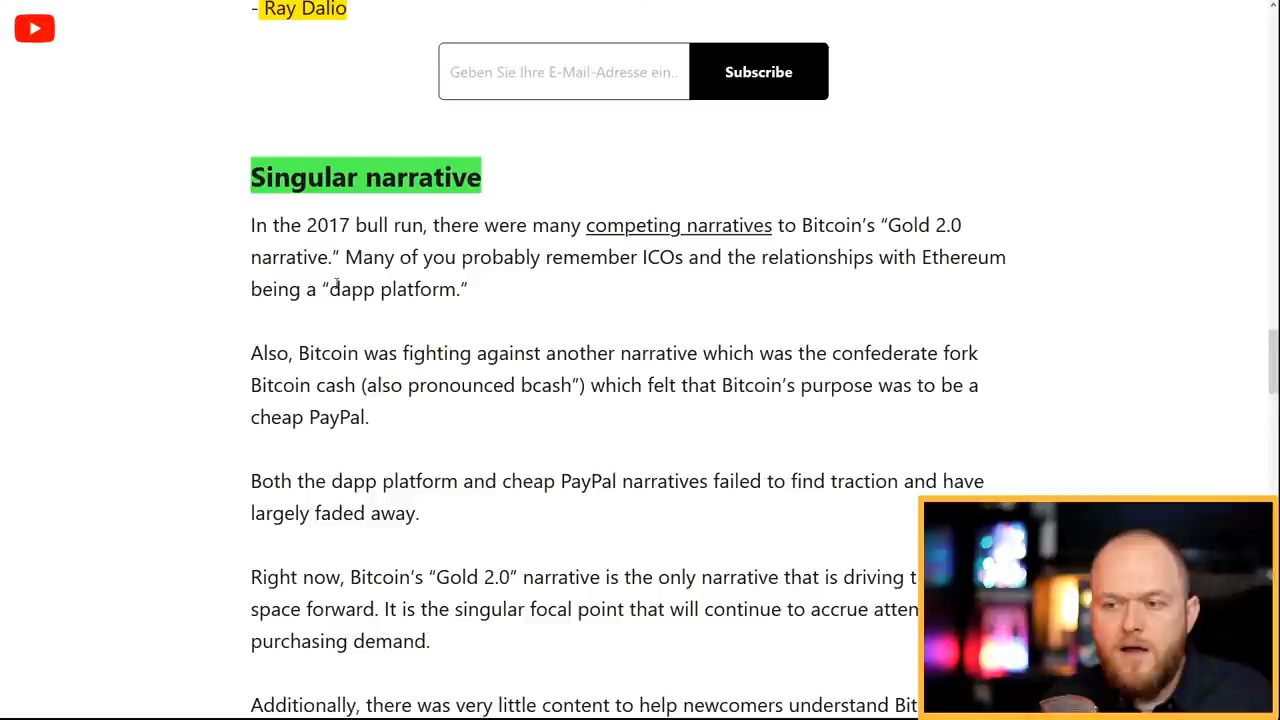 - Ray Dalio
Geben Sie Ihre E-Mail-Adresse ein..
Subscribe
Singular narrative
In the 2017 bull run, there were many competing narratives to Bitcoin’s “Gold 2.0
narrative.” Many of you probably remember ICOs and the relationships with Ethereum
being a “dapp platform.”
Also, Bitcoin was fighting against another narrative which was the confederate fork
Bitcoin cash (also pronounced bcash”) which felt that Bitcoin’s purpose was to be a
cheap PayPal.
Both the dapp platform and cheap PayPal narratives failed to find traction and have
largely faded away.
Right now, Bitcoin’s “Gold 2.0” narrative is the only narrative that is driving
space forward. It is the singular focal point that will continue to accrue
purchasing demand.
Additionally, there was very little content to help newcomers understand